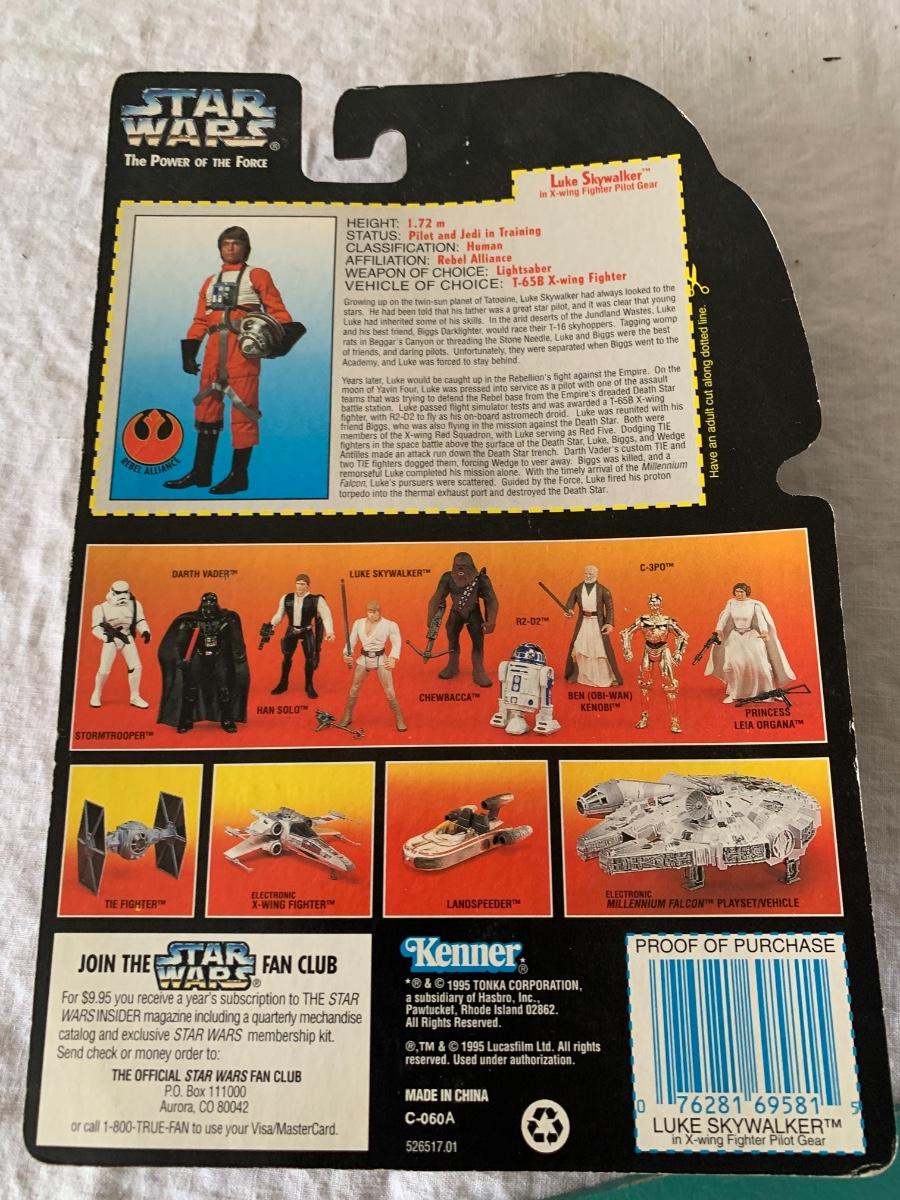 STAR
WARS®
THE POWER OF THE FORCE
Luke Skywalker™
in X-wing Fighter Pilot Gear
HEIGHT: 1.72 m
STATUS: Pilot and Jedi in Training
CLASSIFICATION: Human
AFFILIATION: Rebel Alliance
WEAPON OF CHOICE: Lightsaber
VEHICLE OF CHOICE: T-65B X-wing Fighter
Growing up on the twin-sun planet of Tatooine, Luke Skywalker had always looked to the
stars. He had been told that his father was a great star pilot, and it was clear that young
Luke had inherited some of his skills. In the arid deserts of the Jundland Wastes, Luke
and his best friend, Biggs Darklighter, would race their T-16 skyhoppers. Tagging womp
rats in Beggar's Canyon or threading the Stone Needle, Luke and Biggs were the best
of friends, and daring pilots. Unfortunately, they were separated when Biggs went to the
Academy, and Luke was forced to stay behind.
Years later, Luke would be caught up in the Rebellion's fight against the Empire. On the
moon of Yavin Four, Luke was pressed into service as a pilot with one of the assault
teams that was trying to defend the Rebel base from the Empire's dreaded Death Star
battle station. Luke passed flight simulator tests and was awarded a T-65B X-wing
fighter, with R2-D2 to fly as his on-board astromech droid. Luke was reunited with his
friend Biggs, who was also flying in the mission against the Death Star. Both were
members of the X-wing Red Squadron, with Luke serving as Red Five. Dodging TIE
fighters in the space battle above the surface of the Death Star, Luke, Biggs, and Wedge
Antilles made an attack run down the Death Star trench. Darth Vader's custom TIE and
two TIE fighters dogged them, forcing Wedge to veer away. Biggs was killed, and a
remorseful Luke completed his mission alone. With the timely arrival of the Millennium
Falcon, Luke's pursuers were scattered. Guided by the Force, Luke fired his proton
torpedo into the thermal exhaust port and destroyed the Death Star.
REBEL ALLIANCE
Have an adult cut along dotted line.
DARTH VADER™
LUKE SKYWALKER™
C-3PO™
R2-D2™
CHEWBACCA™
BEN (OBI-WAN)
KENOBI™
HAN SOLO™
PRINCESS
LEIA ORGANA™
STORMTROOPER™
TIE FIGHTER™
ELECTRONIC
X-WING FIGHTER™
LANDSPEEDER™
ELECTRONIC
MILLENNIUM FALCON™ PLAYSET/VEHICLE
JOIN THE STAR WARS® FAN CLUB
For $9.95 you receive a year's subscription to THE STAR
WARS INSIDER magazine including a quarterly merchandise
catalog and exclusive STAR WARS membership kit.
Send check or money order to:
THE OFFICIAL STAR WARS FAN CLUB
P.O. Box 111000
Aurora, CO 80042
or call 1-800-TRUE-FAN to use your Visa/MasterCard.
Kenner®
*® & © 1995 TONKA CORPORATION,
a subsidiary of Hasbro, Inc.,
Pawtucket, Rhode Island 02862.
All Rights Reserved.
®,TM & © 1995 Lucasfilm Ltd. All rights
reserved. Used under authorization.
MADE IN CHINA
C-060A
526517.01
PROOF OF PURCHASE
0 76281 69581 5
LUKE SKYWALKER™
in X-wing Fighter Pilot Gear